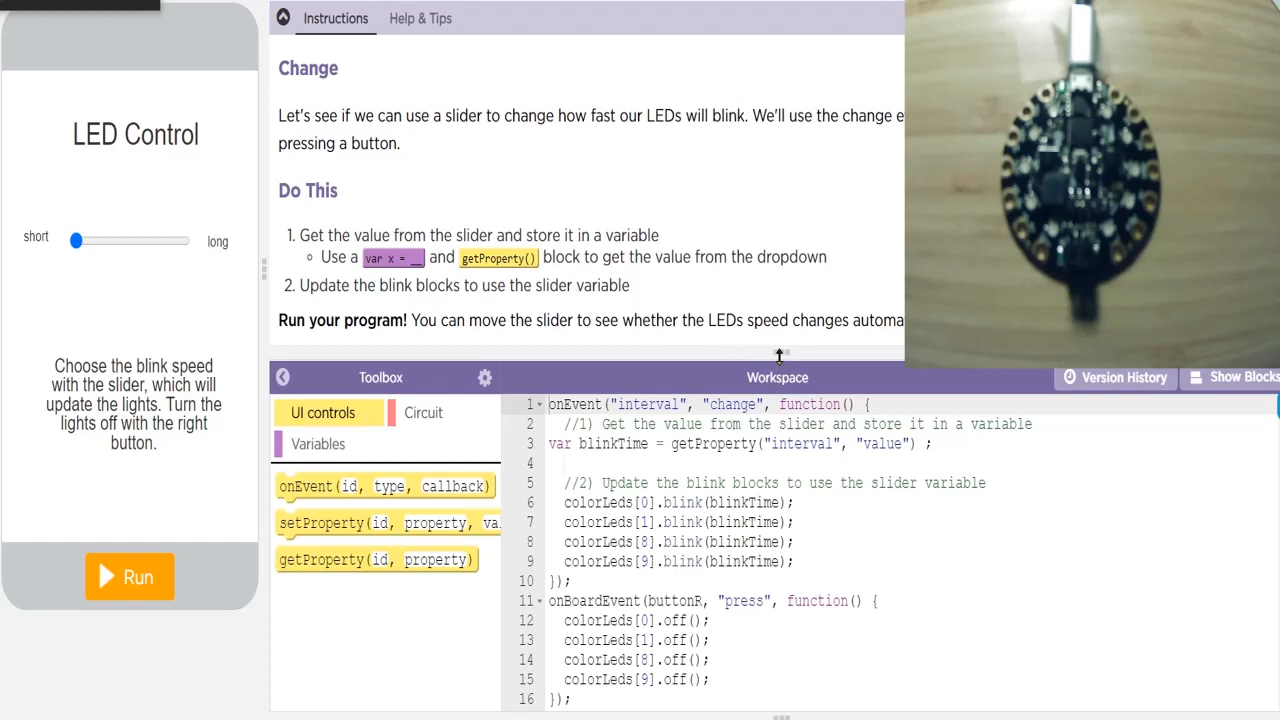 LED Control
short
long
Choose the blink speed
with the slider, which will
update the lights. Turn the
lights off with the right
button.
Run
Instructions
Help & Tips
Change
Let's see if we can use a slider to change how fast our LEDs will blink. We'll use the change e
pressing a button.
Do This
1. Get the value from the slider and store it in a variable
Use a var x = __ and getProperty() block to get the value from the dropdown
2. Update the blink blocks to use the slider variable
Run your program! You can move the slider to see whether the LEDs speed changes automa
Toolbox
UI controls
Circuit
Variables
onEvent(id, type, callback)
setProperty(id, property, val
getProperty(id, property)
Workspace
Version History
Show Blocks
1 onEvent("interval", "change", function() {
2 //1) Get the value from the slider and store it in a variable
3 var blinkTime = getProperty("interval", "value") ;
4
5 //2) Update the blink blocks to use the slider variable
6 colorLeds[0].blink(blinkTime);
7 colorLeds[1].blink(blinkTime);
8 colorLeds[8].blink(blinkTime);
9 colorLeds[9].blink(blinkTime);
10 });
11 onBoardEvent(buttonR, "press", function() {
12 colorLeds[0].off();
13 colorLeds[1].off();
14 colorLeds[8].off();
15 colorLeds[9].off();
16 });